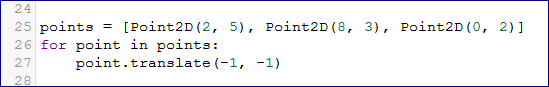 24
25 points = [Point2D(2, 5), Point2D(8, 3), Point2D(0, 2)]
26 for point in points:
27     point.translate(-1, -1)
28